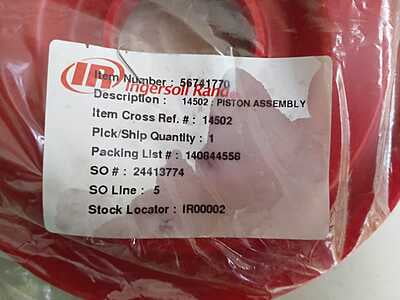 Item Number : 56741770
IR Ingersoll Rand
Description : 14502 : PISTON ASSEMBLY
Item Cross Ref. # : 14502
Pick/Ship Quantity : 1
Packing List # : 140644556
SO # : 24413774
SO Line : 5
Stock Locator : IR00002